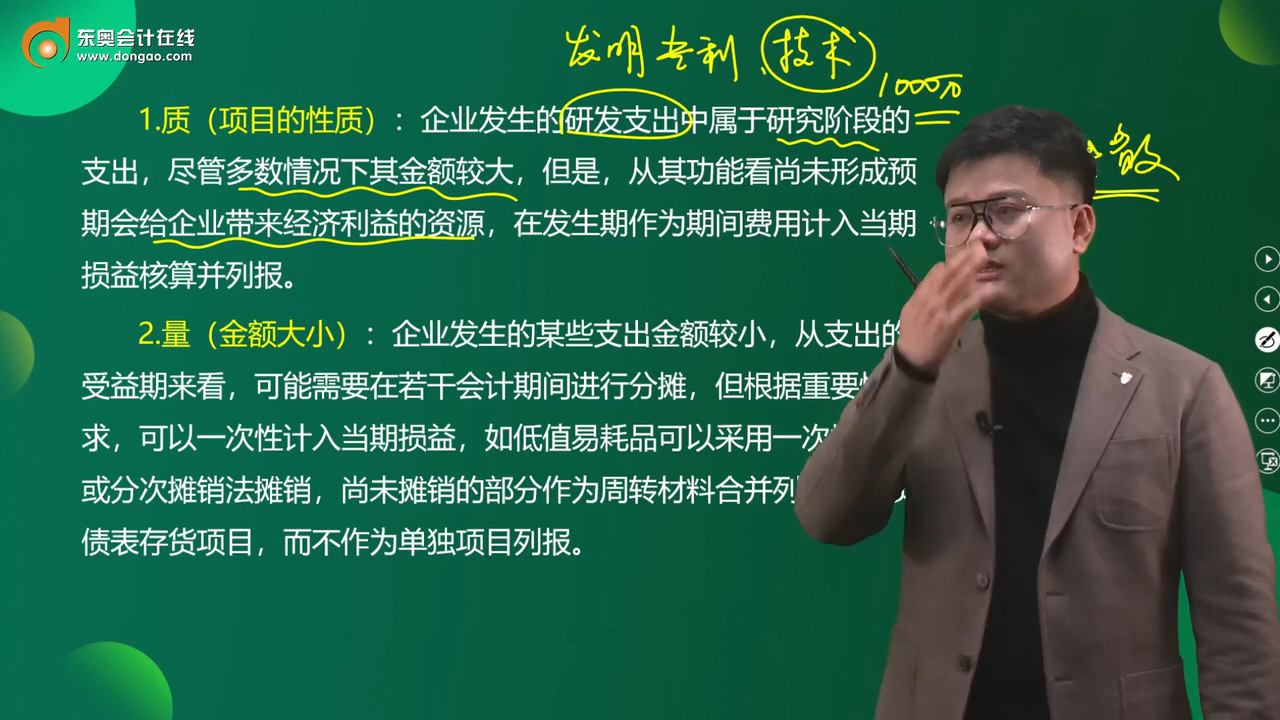 东奥会计在线
www.dongao.com
发明专利、技术
1000万
1.质（项目的性质）：企业发生的研发支出中属于研究阶段的
支出，尽管多数情况下其金额较大，但是，从其功能看尚未形成预
期会给企业带来经济利益的资源，在发生期作为期间费用计入当期
损益核算并列报。
2.量（金额大小）：企业发生的某些支出金额较小，从支出的
受益期来看，可能需要在若干会计期间进行分摊，但根据重要
求，可以一次性计入当期损益，如低值易耗品可以采用一次
或分次摊销法摊销，尚未摊销的部分作为周转材料合并列
债表存货项目，而不作为单独项目列报。